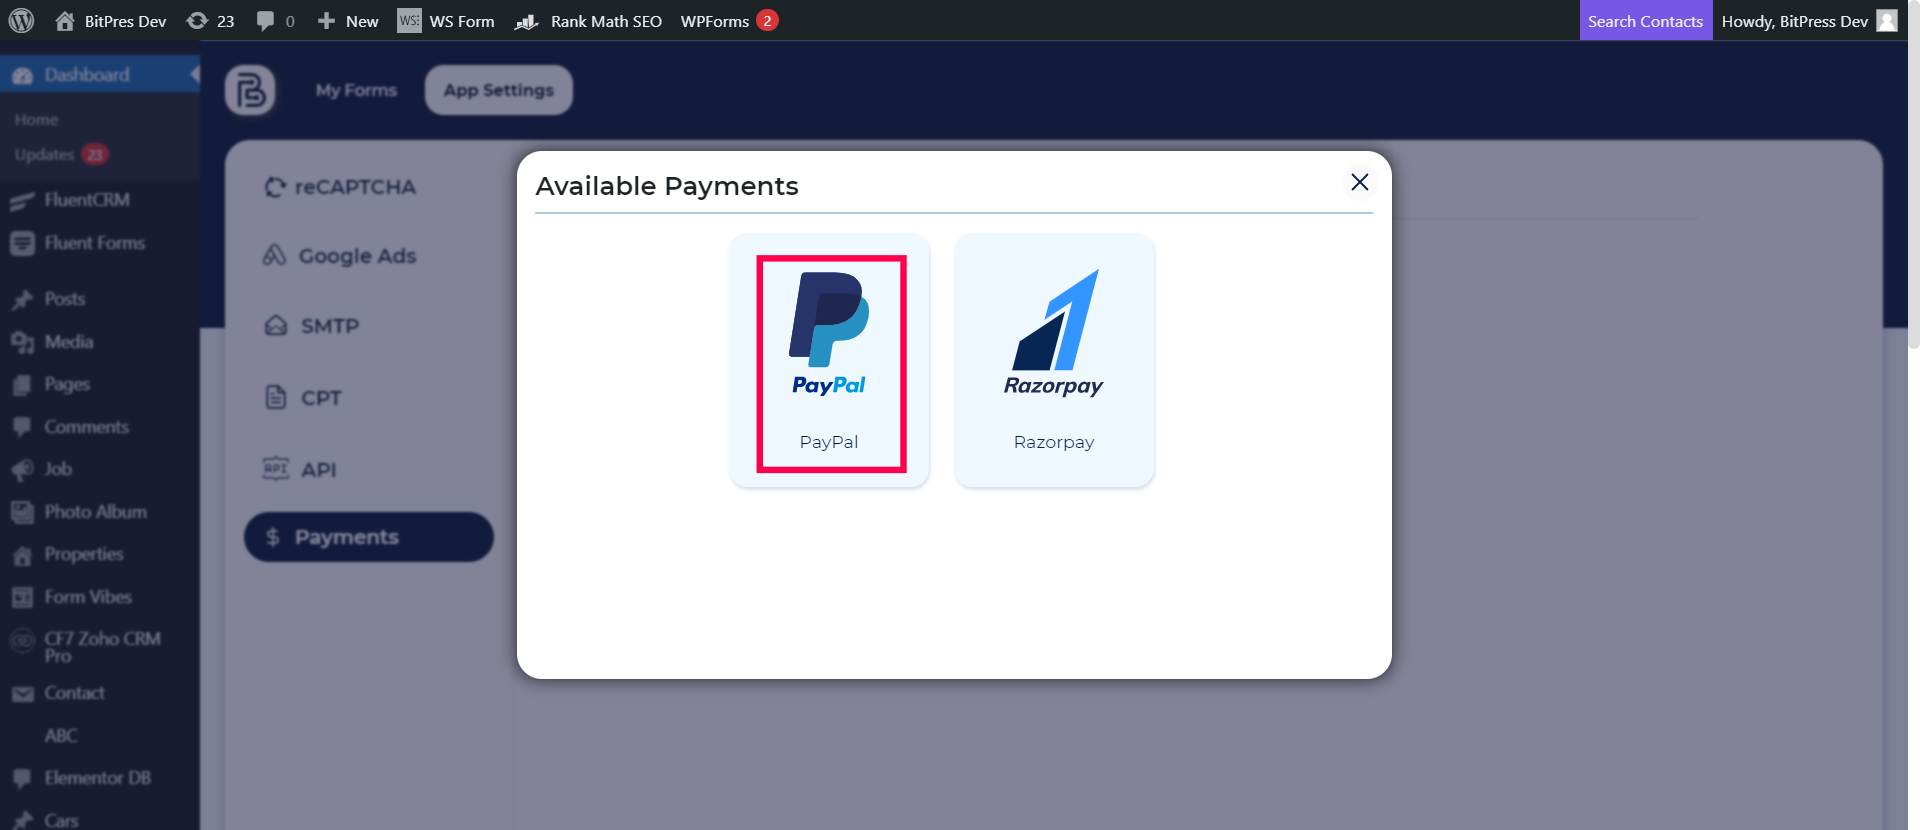 BitPres Dev 23 0 New WS Form Rank Math SEO WPForms 2 Search Contacts Howdy, BitPress Dev
Dashboard
Home
Updates 23
FluentCRM
Fluent Forms
Posts
Media
Pages
Comments
Job
Photo Album
Properties
Form Vibes
CF7 Zoho CRM
Pro
Contact
ABC
Elementor DB
Cars
My Forms App Settings
reCAPTCHA
Google Ads
SMTP
CPT
API API
$ Payments
Available Payments
PayPal
PayPal
Razorpay
Razorpay